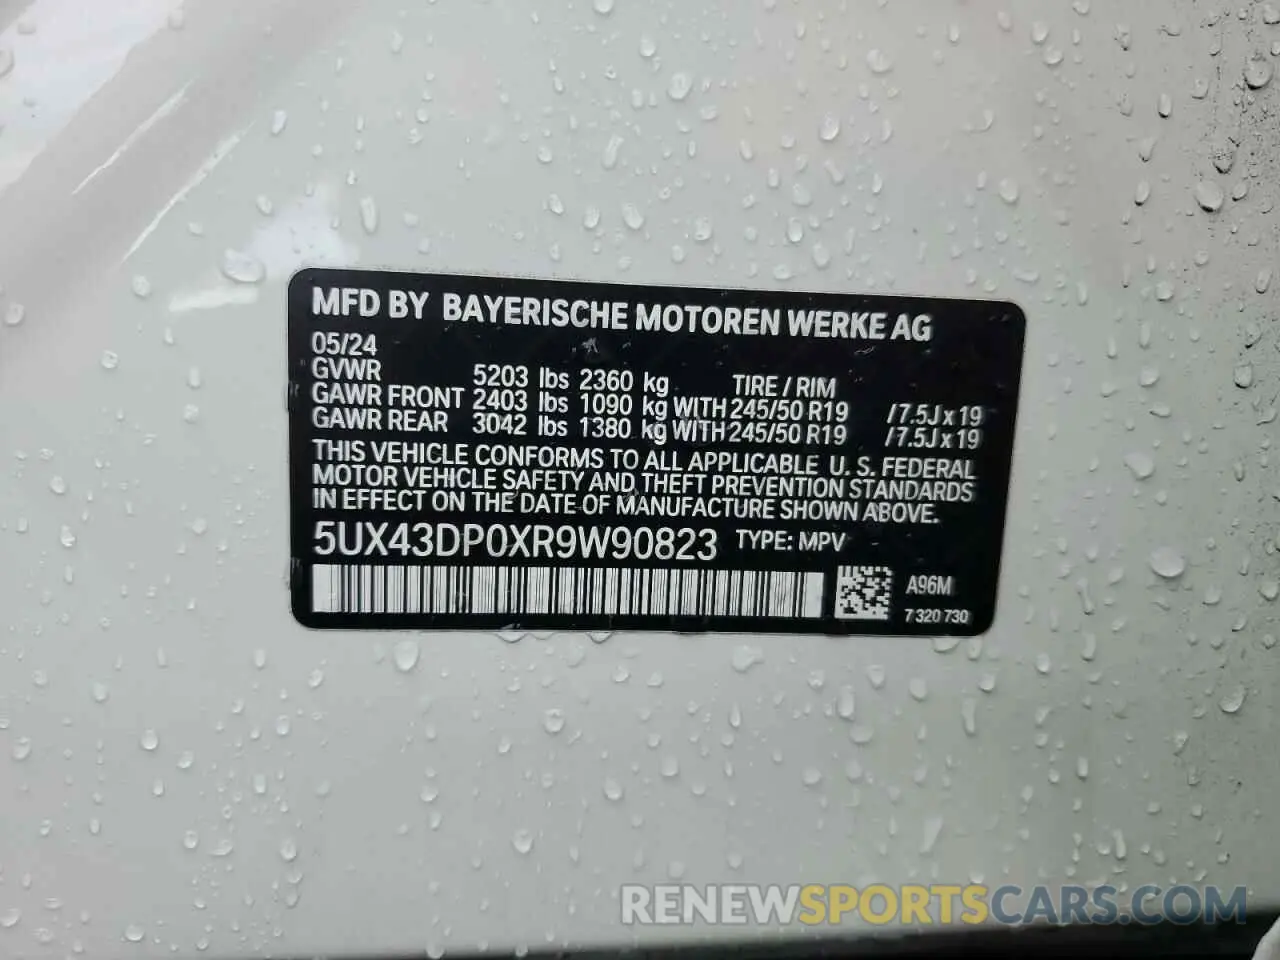 MFD BY BAYERISCHE MOTOREN WERKE AG
05/24
GVWR 5203 lbs 2360 kg TIRE / RIM
GAWR FRONT 2403 lbs 1090 kg WITH 245/50 R19 /7.5J x 19
GAWR REAR 3042 lbs 1380 kg WITH 245/50 R19 /7.5J x 19
THIS VEHICLE CONFORMS TO ALL APPLICABLE U. S. FEDERAL
MOTOR VEHICLE SAFETY AND THEFT PREVENTION STANDARDS
IN EFFECT ON THE DATE OF MANUFACTURE SHOWN ABOVE.
5UX43DP0XR9W90823 TYPE: MPV
A96M
7 320 730
RENEWSPORTSCARS.COM